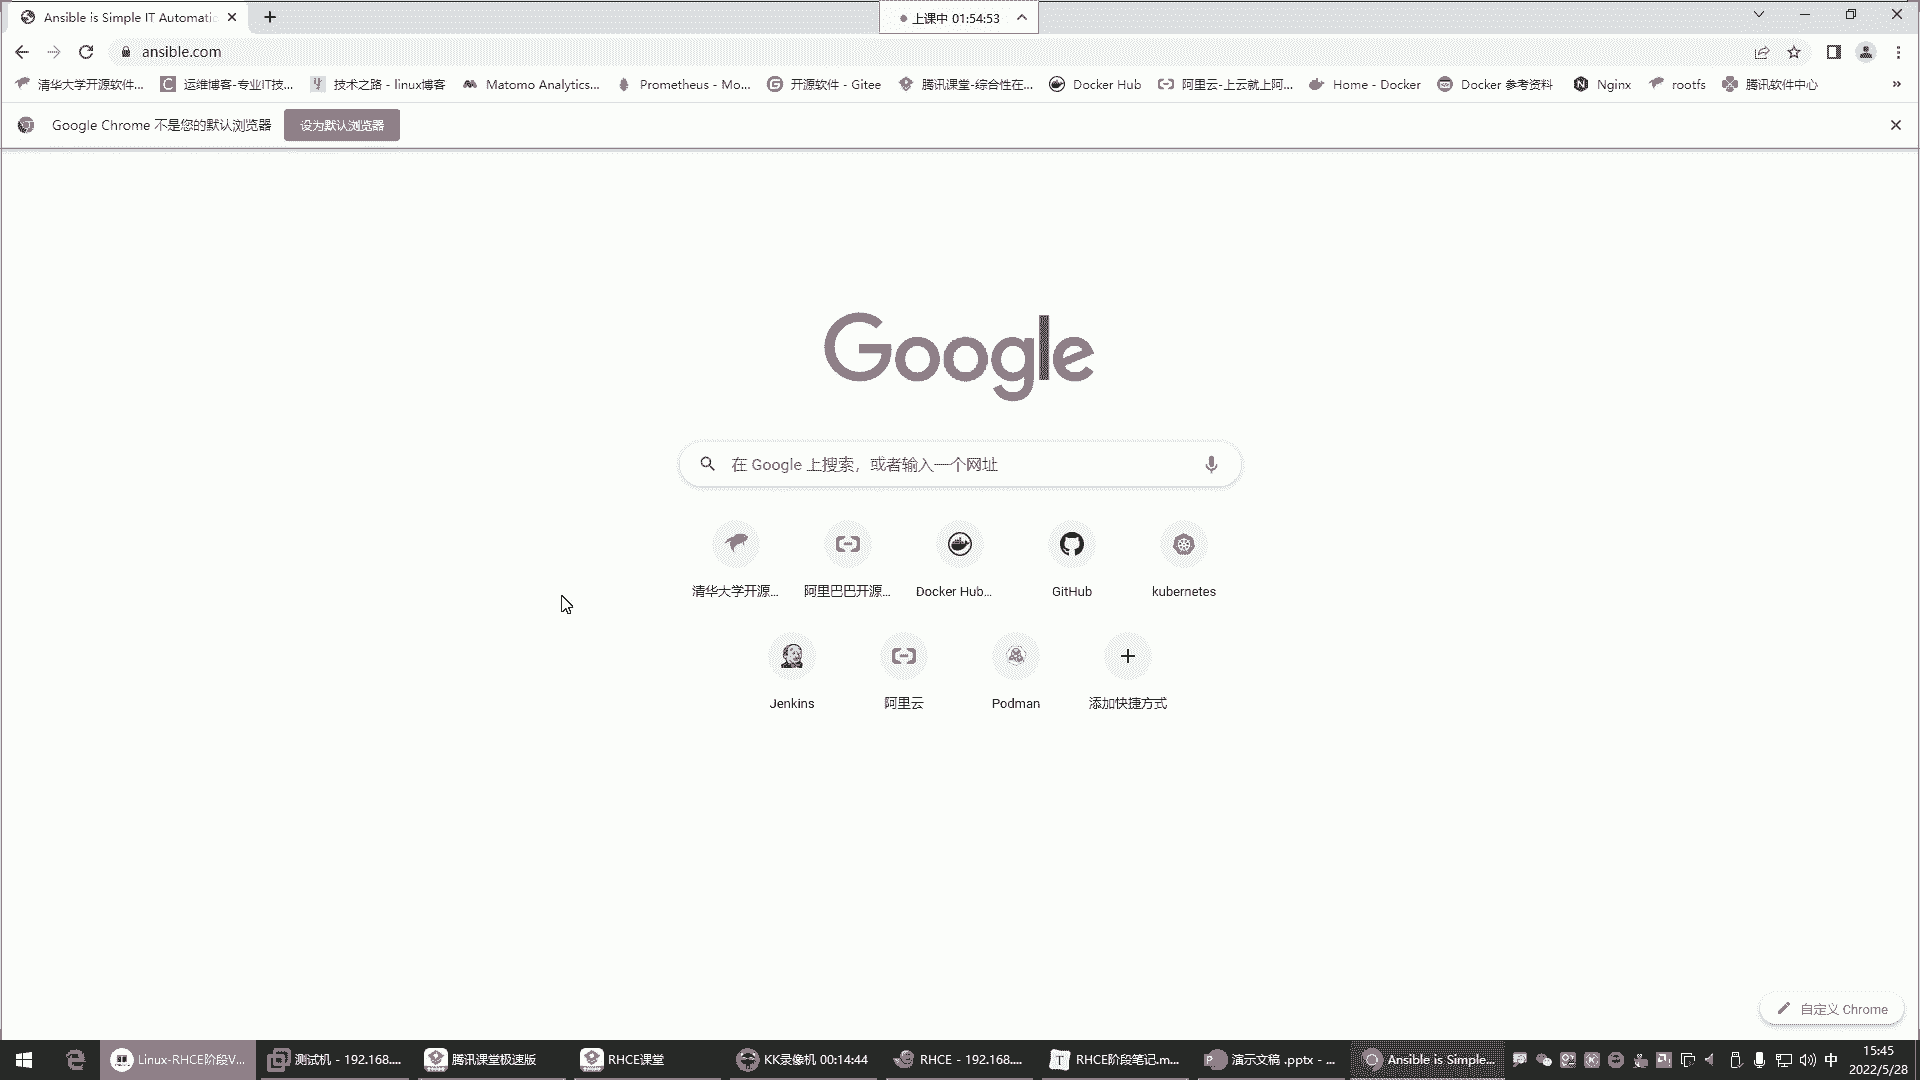 Ansible is Simple IT Automati
上课中 01:54:53
ansible.com
清华大学开源软件...
运维博客-专业IT技...
技术之路 - linux博客
Matomo Analytics...
Prometheus - Mo...
开源软件 - Gitee
腾讯课堂-综合性在...
Docker Hub
阿里云-上云就上阿...
Home - Docker
Docker 参考资料
Nginx
rootfs
腾讯软件中心
Google Chrome 不是您的默认浏览器
设为默认浏览器
Google
在 Google 上搜索，或者输入一个网址
清华大学开源...
阿里巴巴开源...
Docker Hub...
GitHub
kubernetes
Jenkins
阿里云
Podman
添加快捷方式
自定义 Chrome
Linux-RHCE阶段V...
测试机 - 192.168....
腾讯课堂极速版
RHCE课堂
KK录像机 00:14:44
RHCE - 192.168....
RHCE阶段笔记.m...
演示文稿 .pptx - ...
Ansible is Simple...
中
15:45
2022/5/28